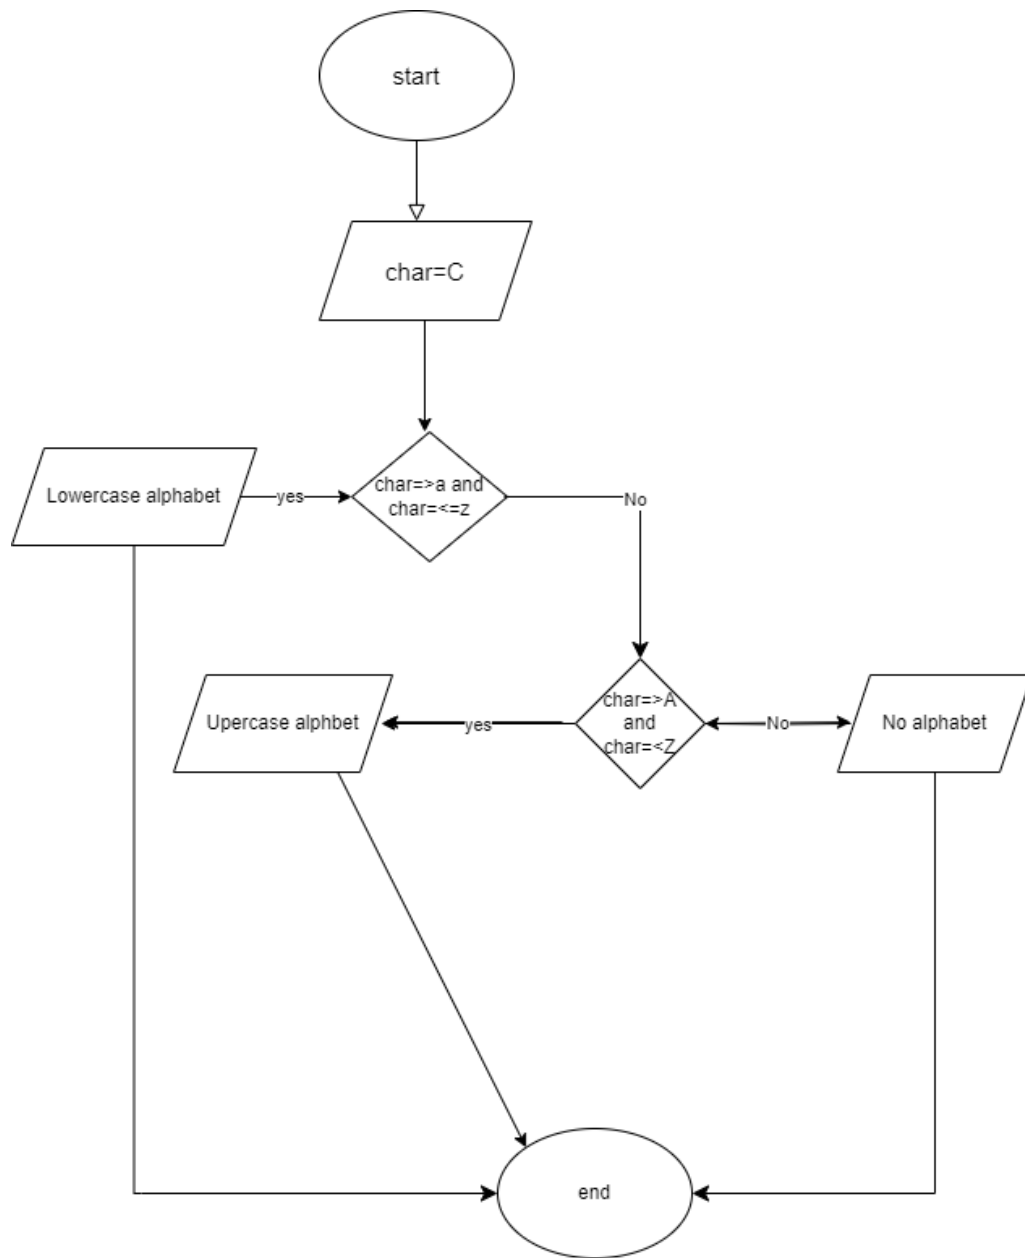 start
char=C
Lowercase alphabet
yes
char=>a and
char=<=z
No
Upercase alphbet
yes
char=>A
and
char=<Z
No
No alphabet
end